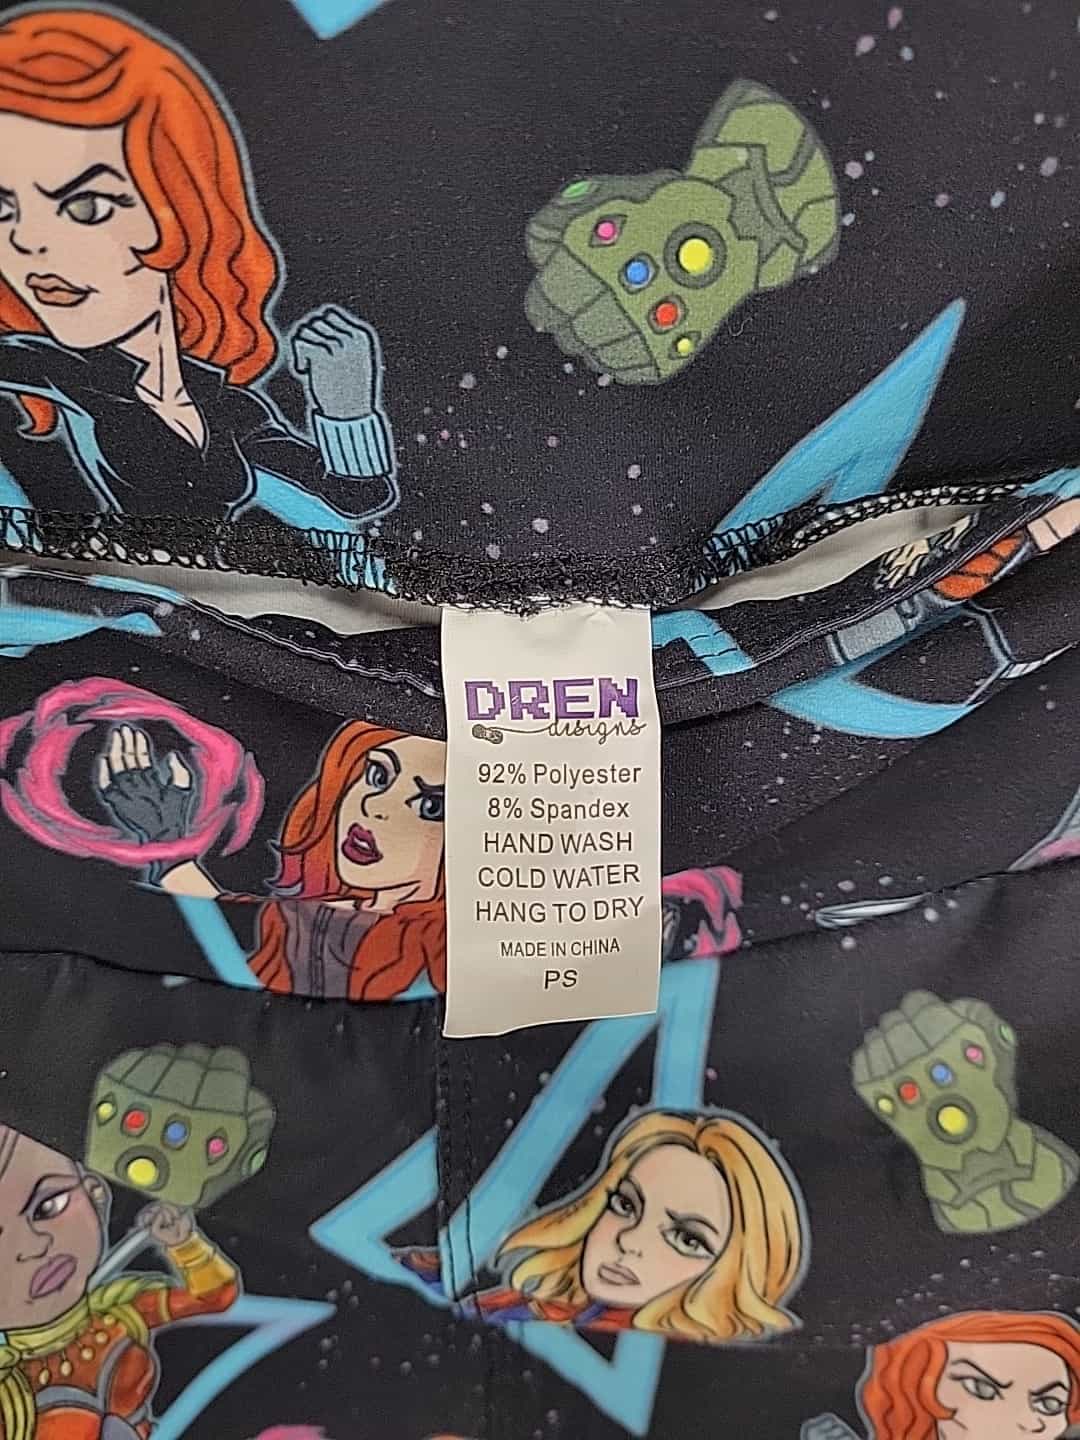 DREN
designs
92% Polyester
8% Spandex
HAND WASH
COLD WATER
HANG TO DRY
MADE IN CHINA
PS